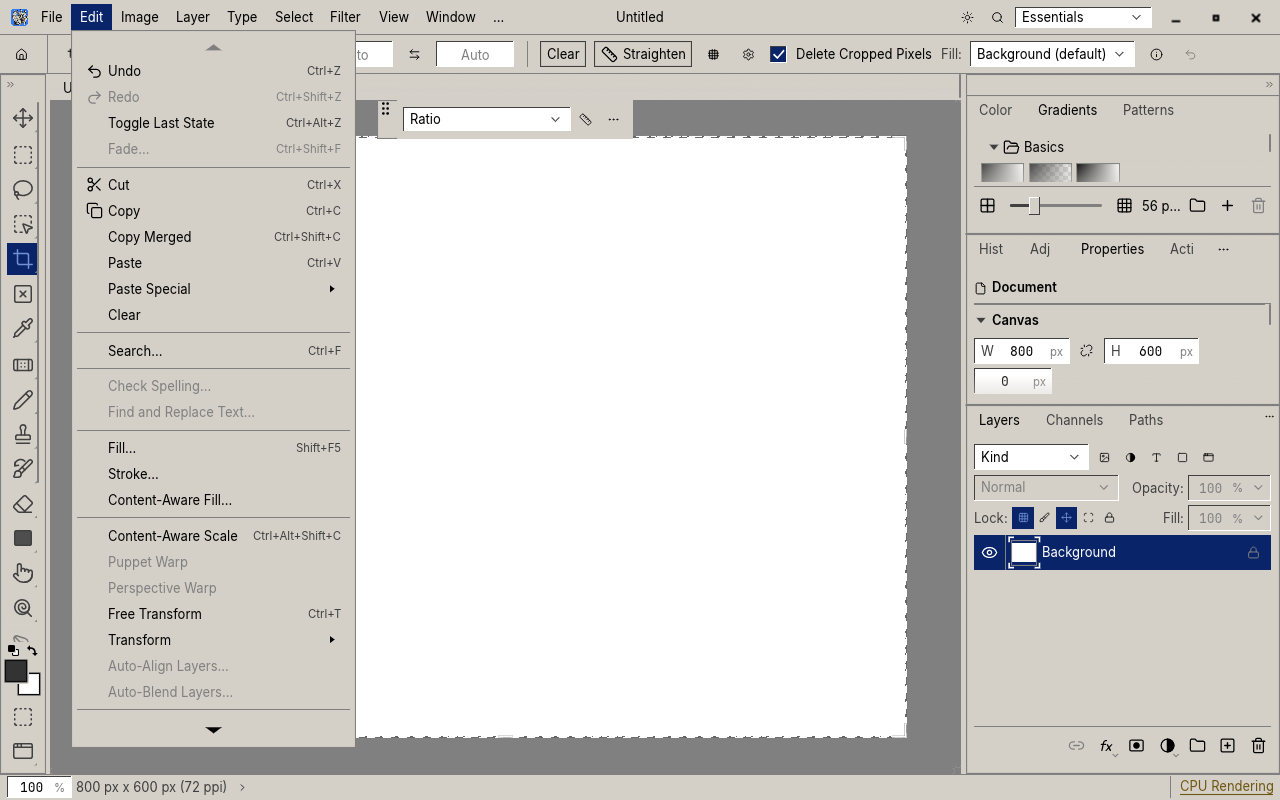 File Edit Image Layer Type Select Filter View Window ... Untitled Essentials
Auto Clear Straighten Delete Cropped Pixels Fill: Background (default)
Ratio ...
Undo Ctrl+Z
Redo Ctrl+Shift+Z
Toggle Last State Ctrl+Alt+Z
Fade... Ctrl+Shift+F
Cut Ctrl+X
Copy Ctrl+C
Copy Merged Ctrl+Shift+C
Paste Ctrl+V
Paste Special
Clear
Search... Ctrl+F
Check Spelling...
Find and Replace Text...
Fill... Shift+F5
Stroke...
Content-Aware Fill...
Content-Aware Scale Ctrl+Alt+Shift+C
Puppet Warp
Perspective Warp
Free Transform Ctrl+T
Transform
Auto-Align Layers...
Auto-Blend Layers...
Color Gradients Patterns
Basics
56 p...
Hist Adj Properties Acti ...
Document
Canvas
W 800 px H 600 px
0 px
Layers Channels Paths ...
Kind
Normal Opacity: 100 %
Lock: Fill: 100 %
Background
100 % 800 px x 600 px (72 ppi) CPU Rendering